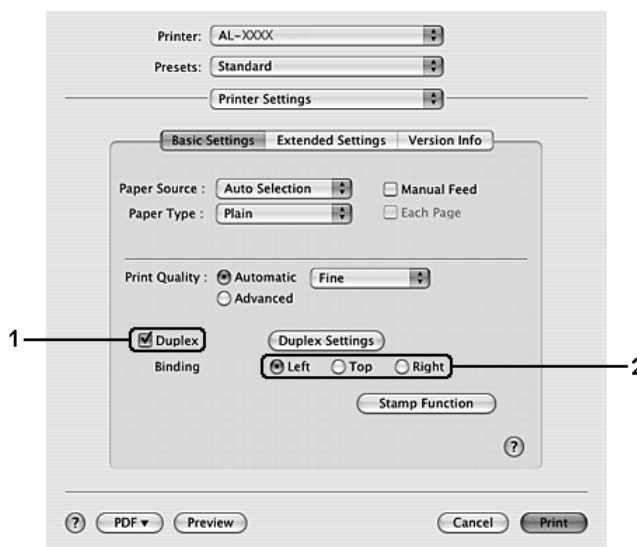 Printer: AL-XXXX
Presets: Standard
Printer Settings
Basic Settings Extended Settings Version Info
Paper Source : Auto Selection Manual Feed
Paper Type : Plain Each Page
Print Quality : Automatic Fine
Advanced
1 Duplex Duplex Settings
Binding Left Top Right 2
Stamp Function
?
? PDF ▼ Preview Cancel Print